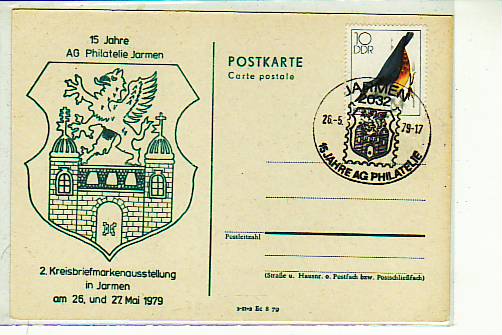 15 Jahre
AG Philatelie Jarmen
POSTKARTE
Carte postale
10
DDR
JARMEN
2032
26.-5.
79-17
15 JAHRE AG PHILATELIE
2. Kreisbriefmarkenausstellung
in Jarmen
am 26. und 27. Mai 1979
Postleitzahl
(Straße u. Hausnr. o. Postfach bzw. Postschließfach)